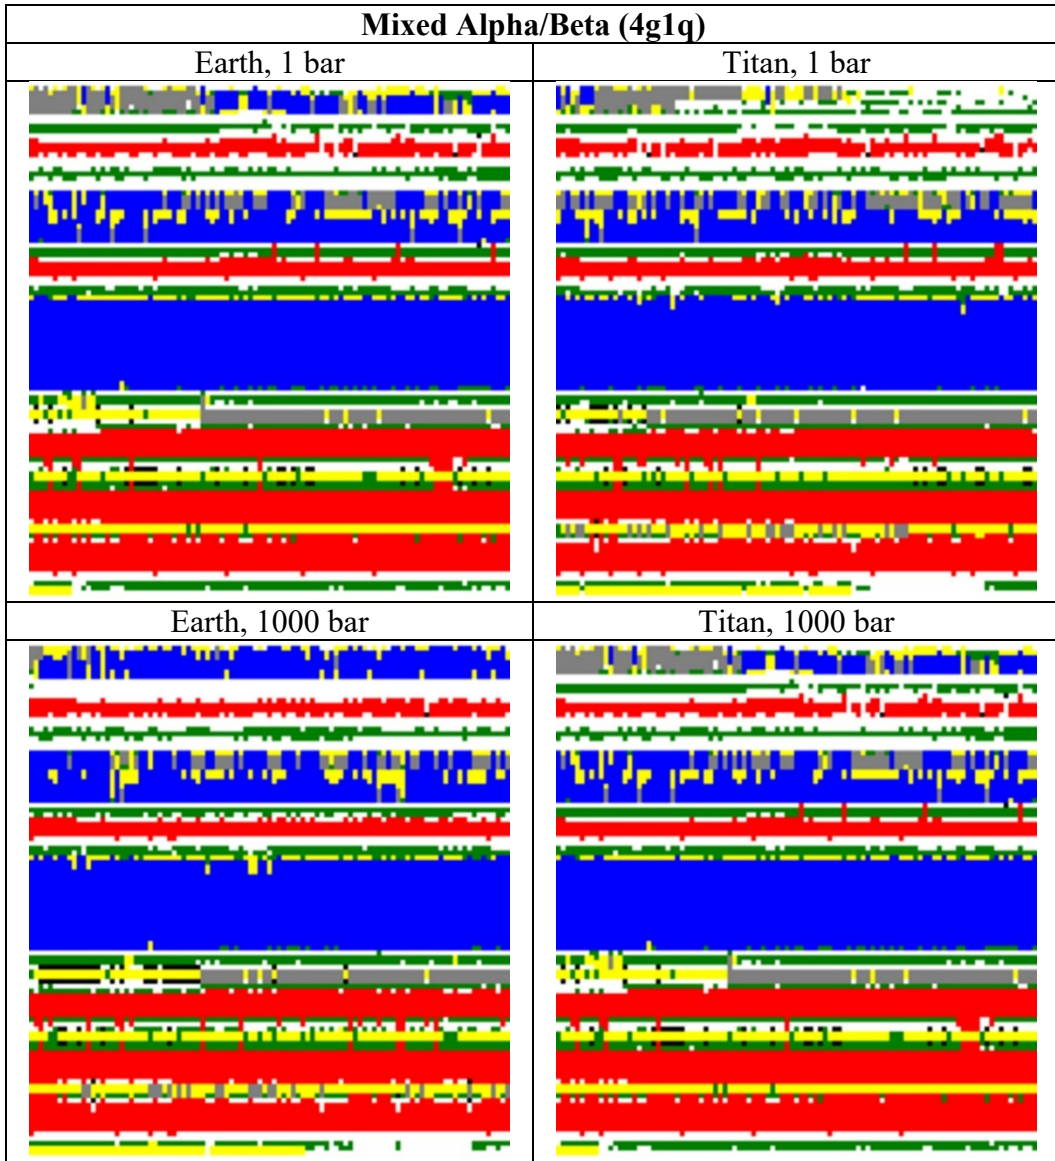 Mixed Alpha/Beta (4g1q)
Earth, 1 bar
Titan, 1 bar
Earth, 1000 bar
Titan, 1000 bar